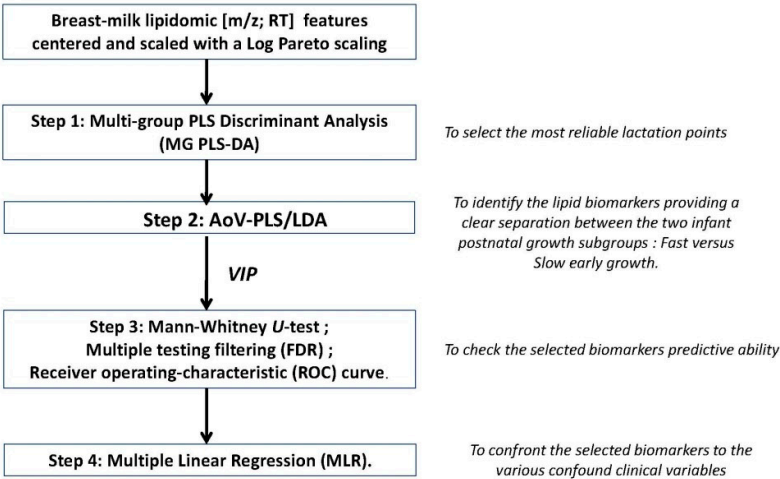 Breast-milk lipidomic [m/z; RT] features
centered and scaled with a Log Pareto scaling
Step 1: Multi-group PLS Discriminant Analysis
(MG PLS-DA)
To select the most reliable lactation points
Step 2: AoV-PLS/LDA
To identify the lipid biomarkers providing a
clear separation between the two infant
postnatal growth subgroups : Fast versus
Slow early growth.
VIP
Step 3: Mann-Whitney U-test ;
Multiple testing filtering (FDR) ;
Receiver operating-characteristic (ROC) curve.
To check the selected biomarkers predictive ability
Step 4: Multiple Linear Regression (MLR).
To confront the selected biomarkers to the
various confound clinical variables